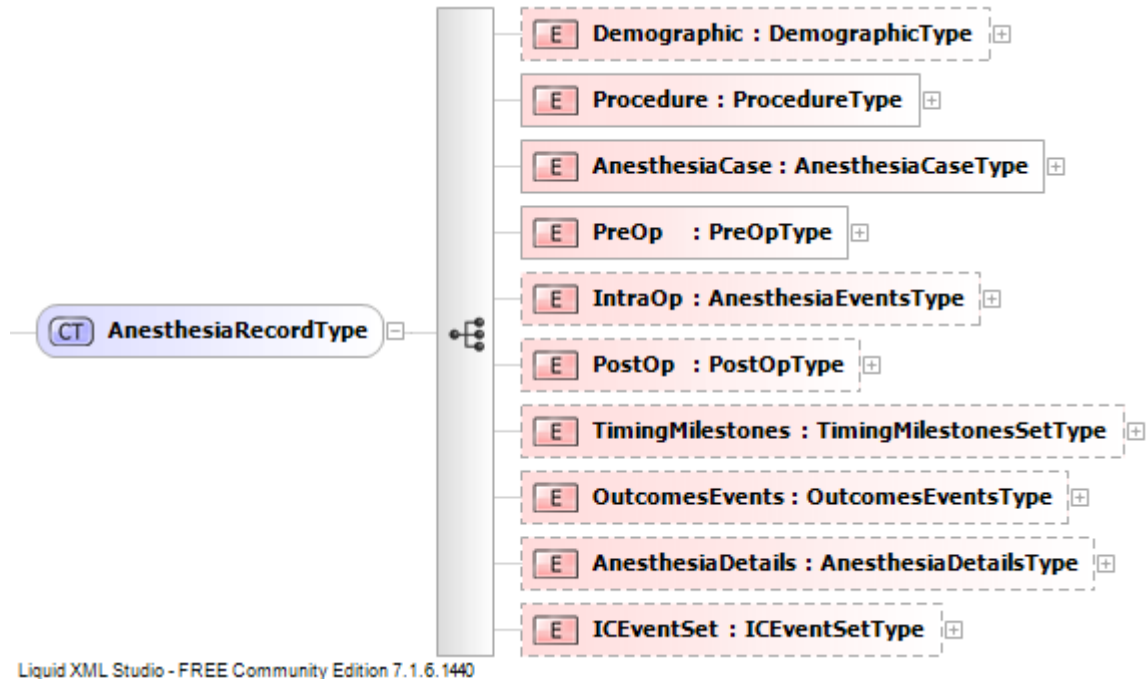 E Demographic : DemographicType
E Procedure : ProcedureType
E AnesthesiaCase : AnesthesiaCaseType
E PreOp : PreOpType
E IntraOp : AnesthesiaEventsType
CT AnesthesiaRecordType
E PostOp : PostOpType
E TimingMilestones : TimingMilestonesSetType
E OutcomesEvents : OutcomesEventsType
E AnesthesiaDetails : AnesthesiaDetailsType
E ICEventSet : ICEventSetType
Liquid XML Studio - FREE Community Edition 7.1.6.1440